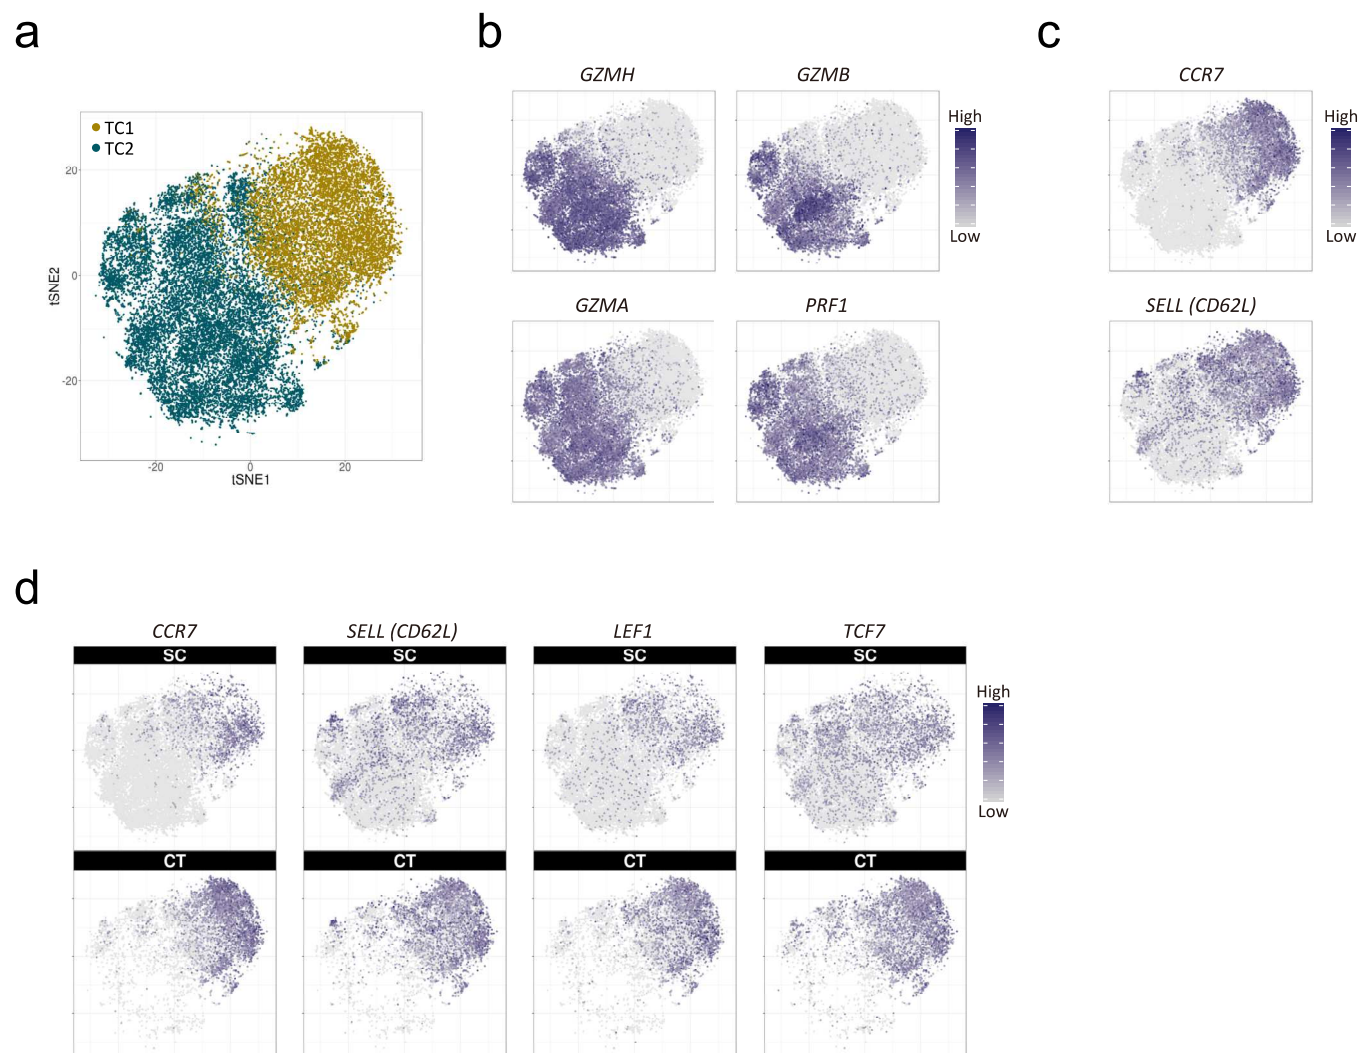 a
b
c
TC1
TC2
20
0
-20
-20
0
20
tSNE2
tSNE1
GZMH
GZMB
High
Low
GZMA
PRF1
CCR7
High
Low
SELL (CD62L)
d
CCR7
SELL (CD62L)
LEF1
TCF7
SC
SC
SC
SC
High
Low
CT
CT
CT
CT